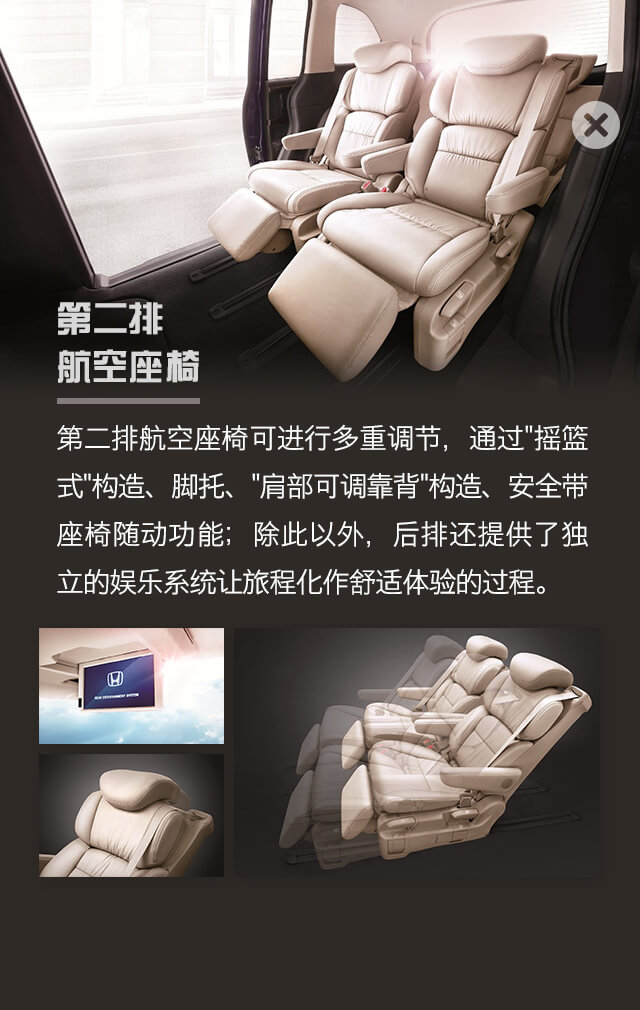 第二排
航空座椅
第二排航空座椅可进行多重调节，通过"摇篮
式"构造、脚托、"肩部可调靠背"构造、安全带
座椅随动功能；除此以外，后排还提供了独
立的娱乐系统让旅程化作舒适体验的过程。
REAR ENTERTAINMENT SYSTEM